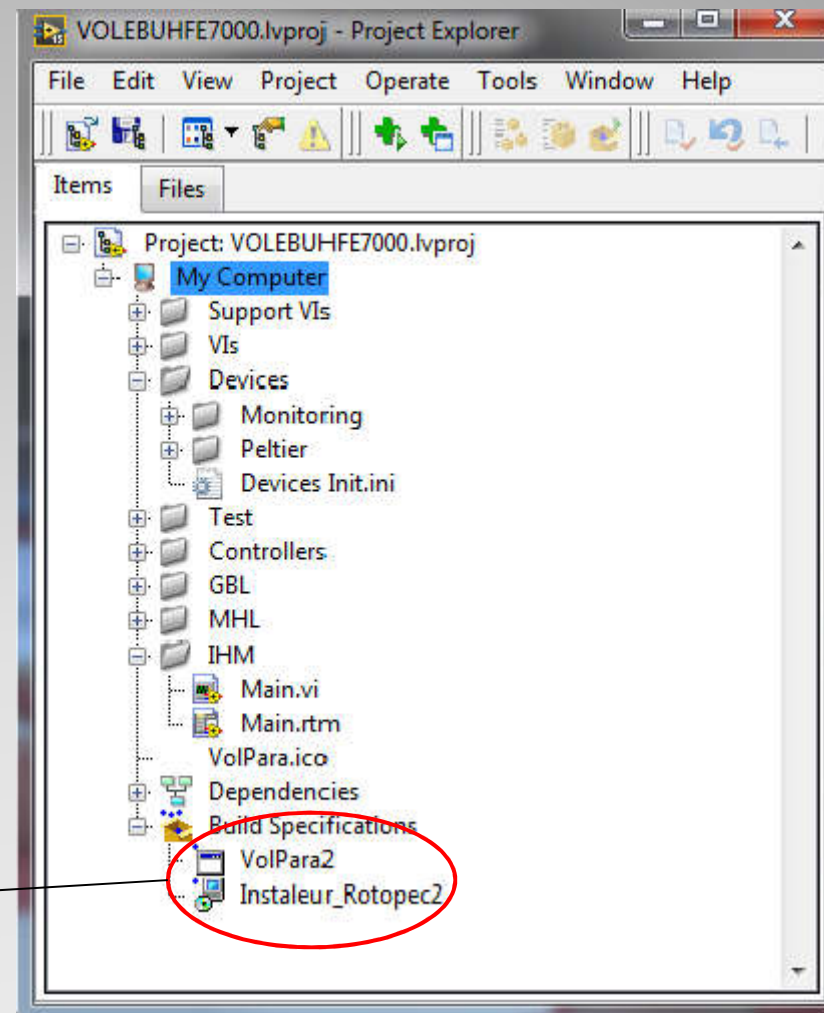 VOLEBUHFE7000.lvproj - Project Explorer
File Edit View Project Operate Tools Window Help
Items Files
Project: VOLEBUHFE7000.lvproj
My Computer
Support VIs
VIs
Devices
Monitoring
Peltier
Devices Init.ini
Test
Controllers
GBL
MHL
IHM
Main.vi
Main.rtm
VolPara.ico
Dependencies
Build Specifications
VolPara2
Instaleur_Rotopec2